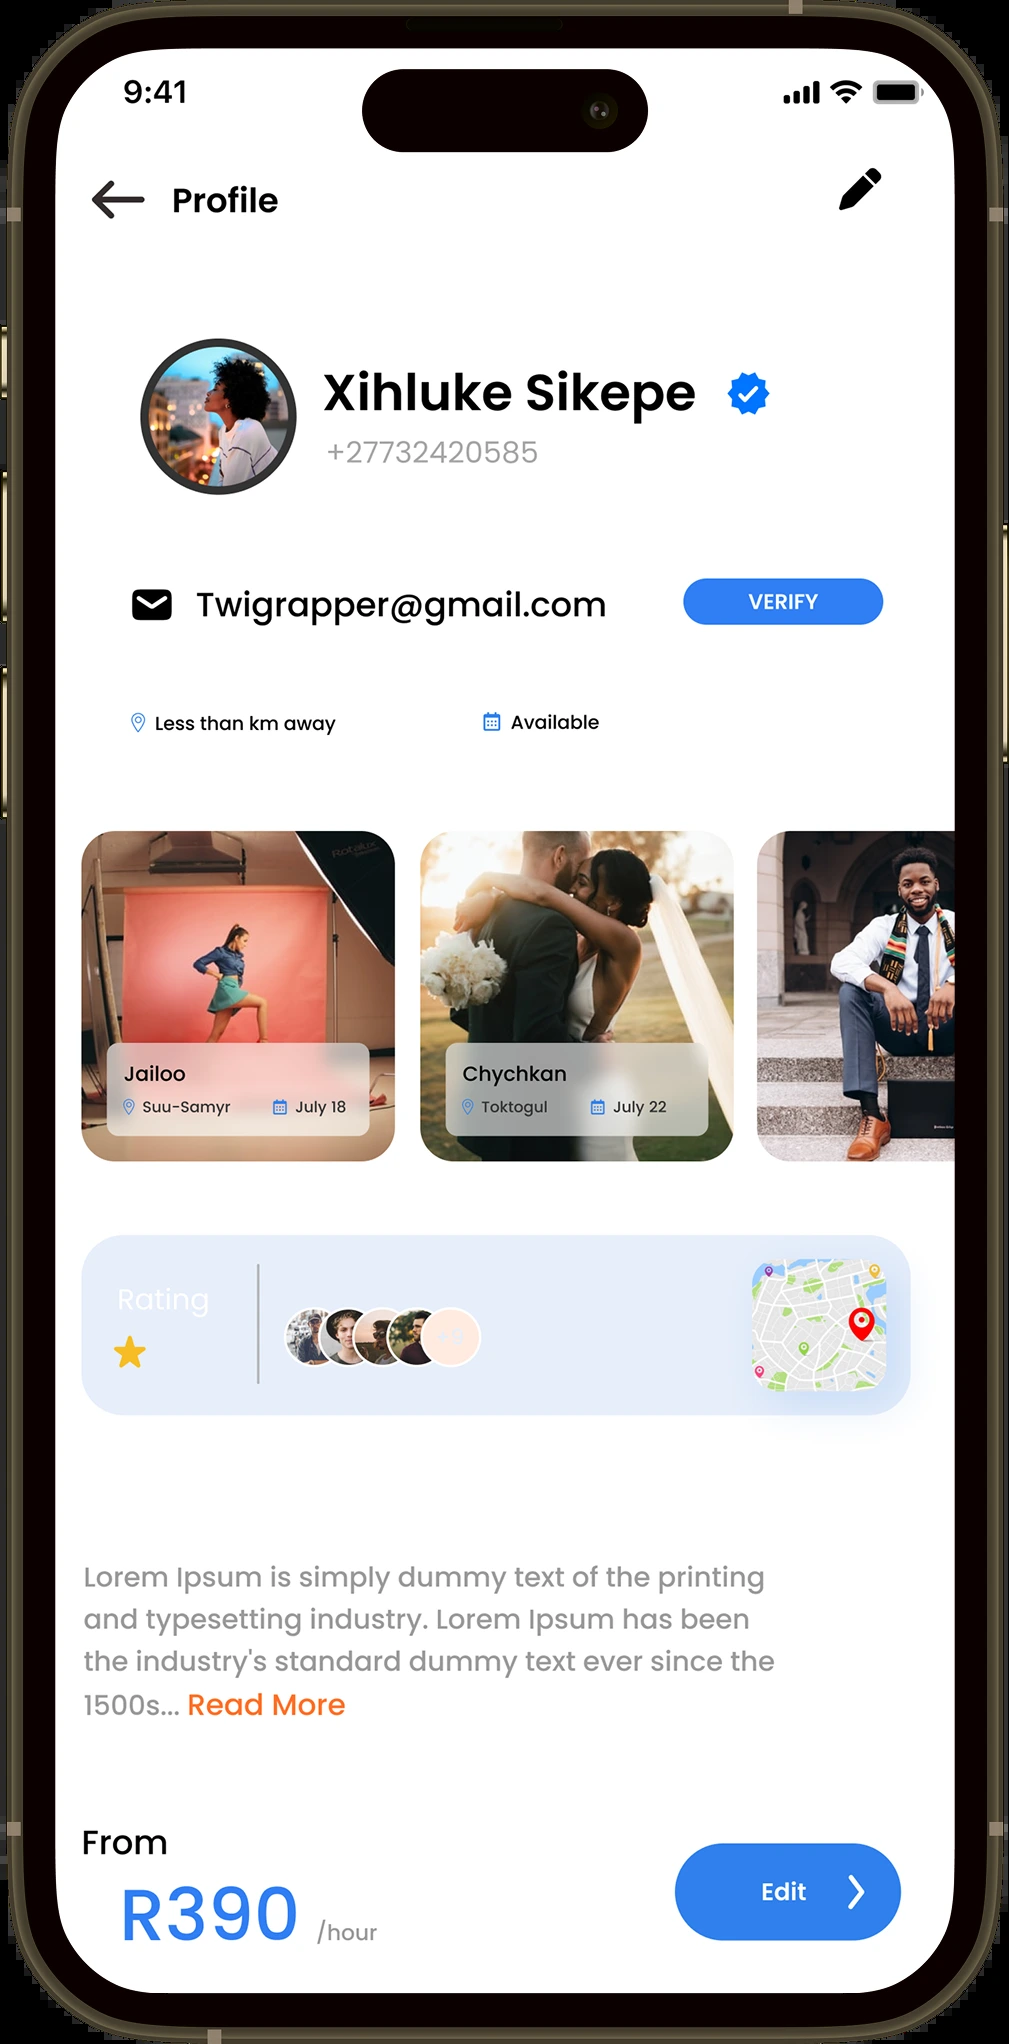 9:41
Profile
Xihluke Sikepe
+27732420585
Twigrapper@gmail.com
VERIFY
Less than km away
Available
Rotolux
Jailoo
Suu-Samyr
July 18
Chychkan
Toktogul
July 22
Rating
Lorem Ipsum is simply dummy text of the printing
and typesetting industry. Lorem Ipsum has been
the industry's standard dummy text ever since the
1500s... Read More
From
R390 /hour
Edit